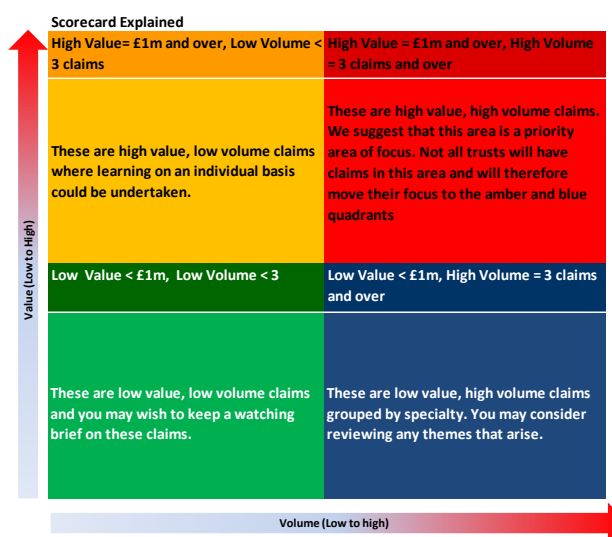 Scorecard Explained
High Value= £1m and over, Low Volume <
3 claims
High Value = £1m and over, High Volume
= 3 claims and over
These are high value, low volume claims
where learning on an individual basis
could be undertaken.
These are high value, high volume claims.
We suggest that this area is a priority
area of focus. Not all trusts will have
claims in this area and will therefore
move their focus to the amber and blue
quadrants
Low Value < £1m, Low Volume < 3
Low Value < £1m, High Volume = 3 claims
and over
These are low value, low volume claims
and you may wish to keep a watching
brief on these claims.
These are low value, high volume claims
grouped by specialty. You may consider
reviewing any themes that arise.
Value (Low to High)
Volume (Low to high)